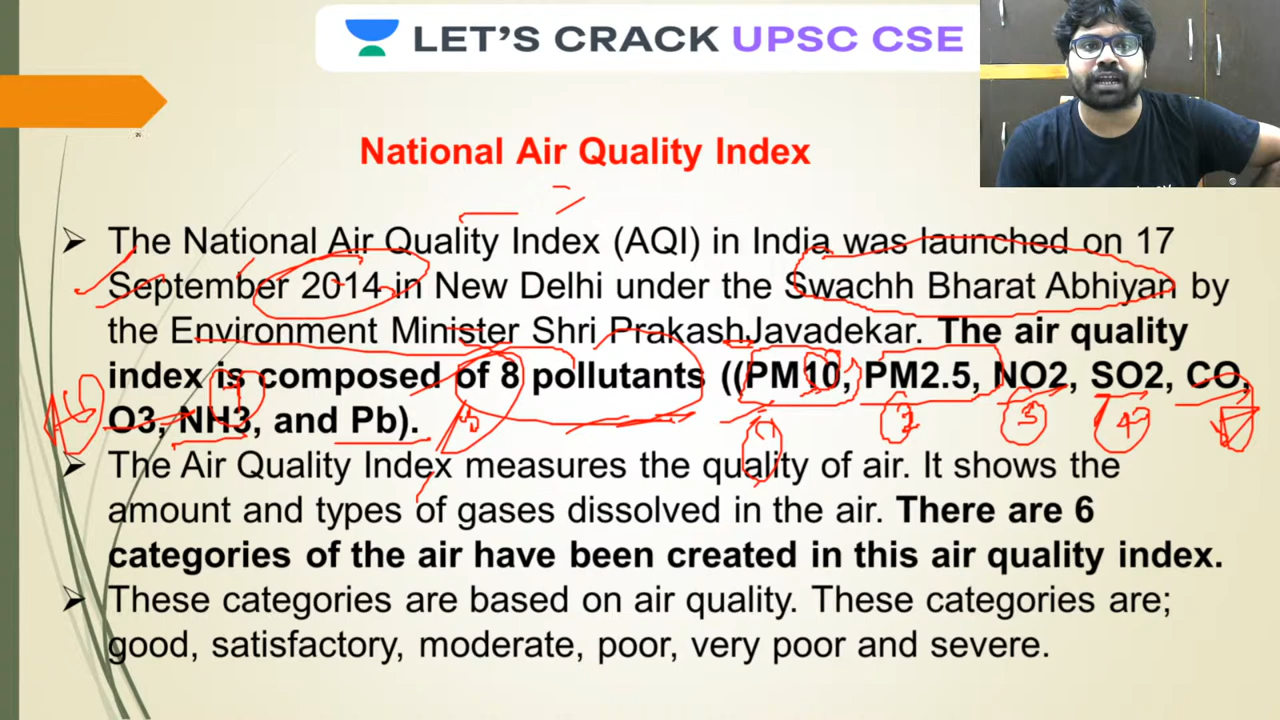 LET'S CRACK UPSC CSE
National Air Quality Index
The National Air Quality Index (AQI) in India was launched on 17
September 2014 in New Delhi under the Swachh Bharat Abhiyan by
the Environment Minister Shri PrakashJavadekar. The air quality
index is composed of 8 pollutants ((PM10, PM2.5, NO2, SO2, CO,
O3, NH3, and Pb).
1 2 3 4
The Air Quality Index measures the quality of air. It shows the
amount and types of gases dissolved in the air. There are 6
categories of the air have been created in this air quality index.
These categories are based on air quality. These categories are;
good, satisfactory, moderate, poor, very poor and severe.